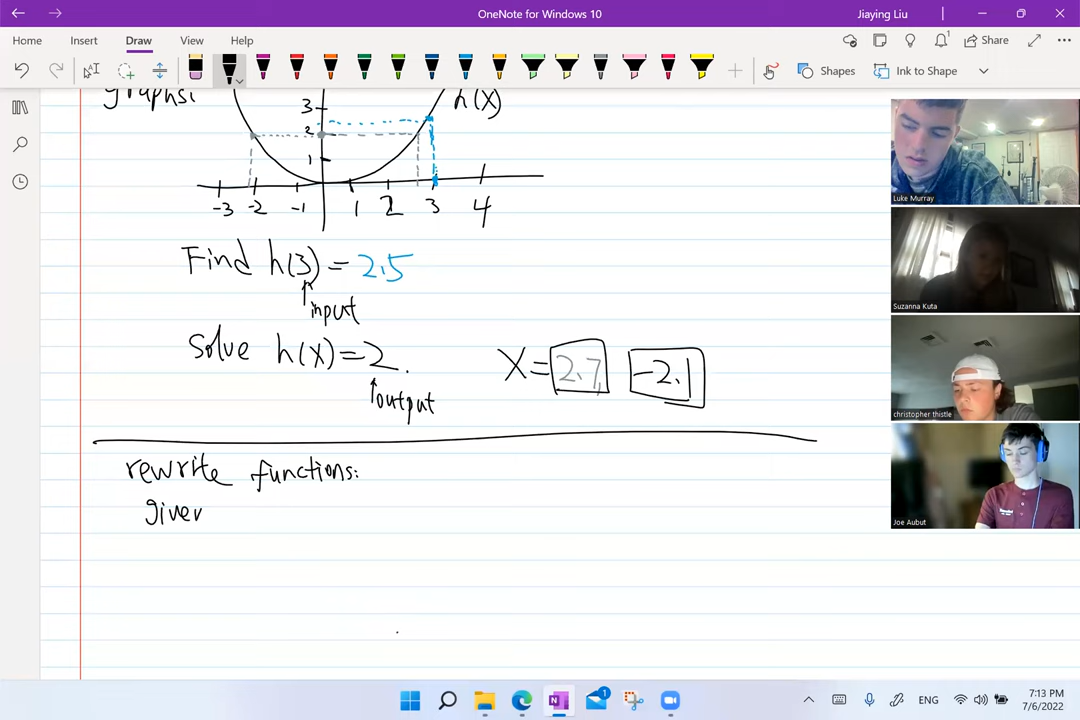 OneNote for Windows 10
Jiaying Liu
Home
Insert
Draw
View
Help
Share
Shapes
Ink to Shape
graphs:
h(x)
3
2
1
-3 -2 -1 1 2 3 4
Find h(3) = 2.5
input
Solve h(x) = 2.
output
X = 2.7, -2.1
rewrite functions:
given
Luke Murray
Suzanna Kuta
christopher thistle
Joe Aubut
1
ENG
7:13 PM
7/6/2022